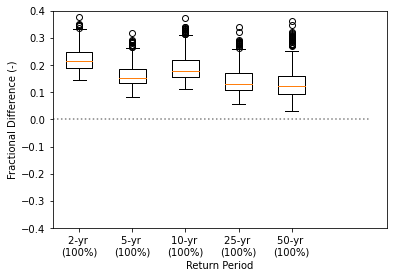 0.4
0.3
0.2
0.1
0.0
−0.1
−0.2
−0.3
−0.4
Fractional Difference (-)
2-yr 5-yr 10-yr 25-yr 50-yr
(100%) (100%) (100%) (100%) (100%)
Return Period